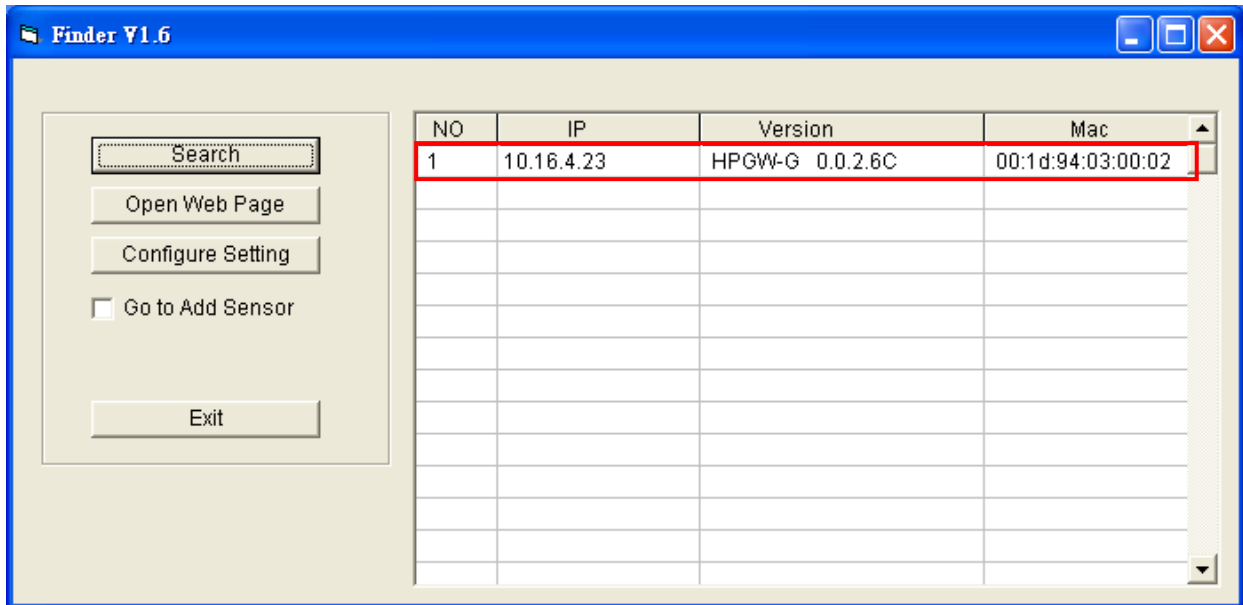 Finder V1.6
Search
Open Web Page
Configure Setting
Go to Add Sensor
Exit
NO IP Version Mac
1 10.16.4.23 HPGW-G 0.0.2.6C 00:1d:94:03:00:02